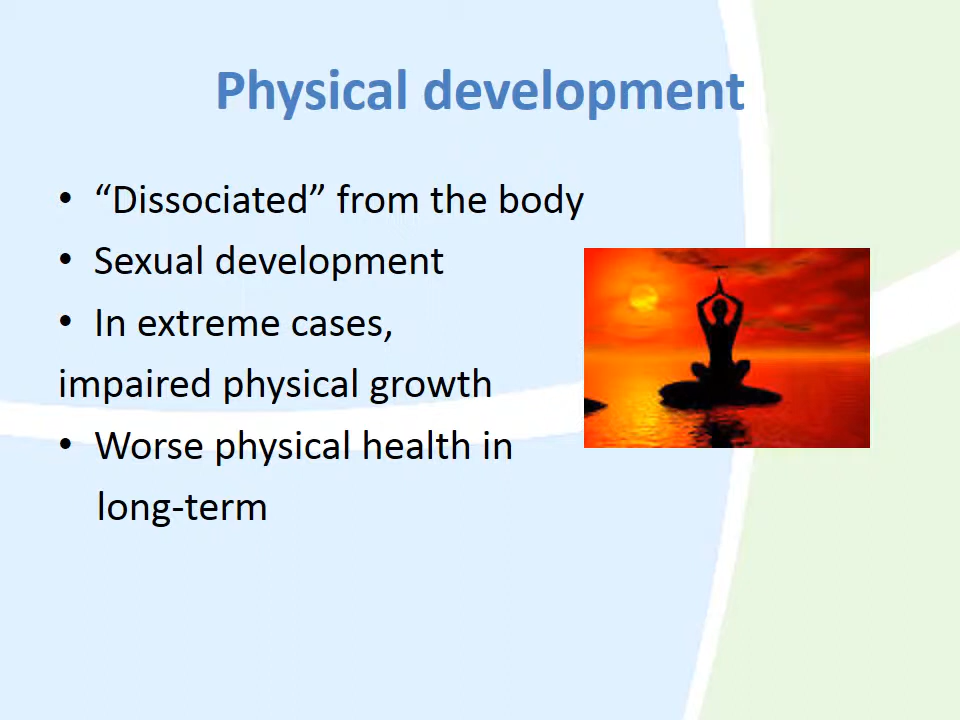 Physical development
• “Dissociated” from the body
• Sexual development
• In extreme cases,
impaired physical growth
• Worse physical health in
long-term